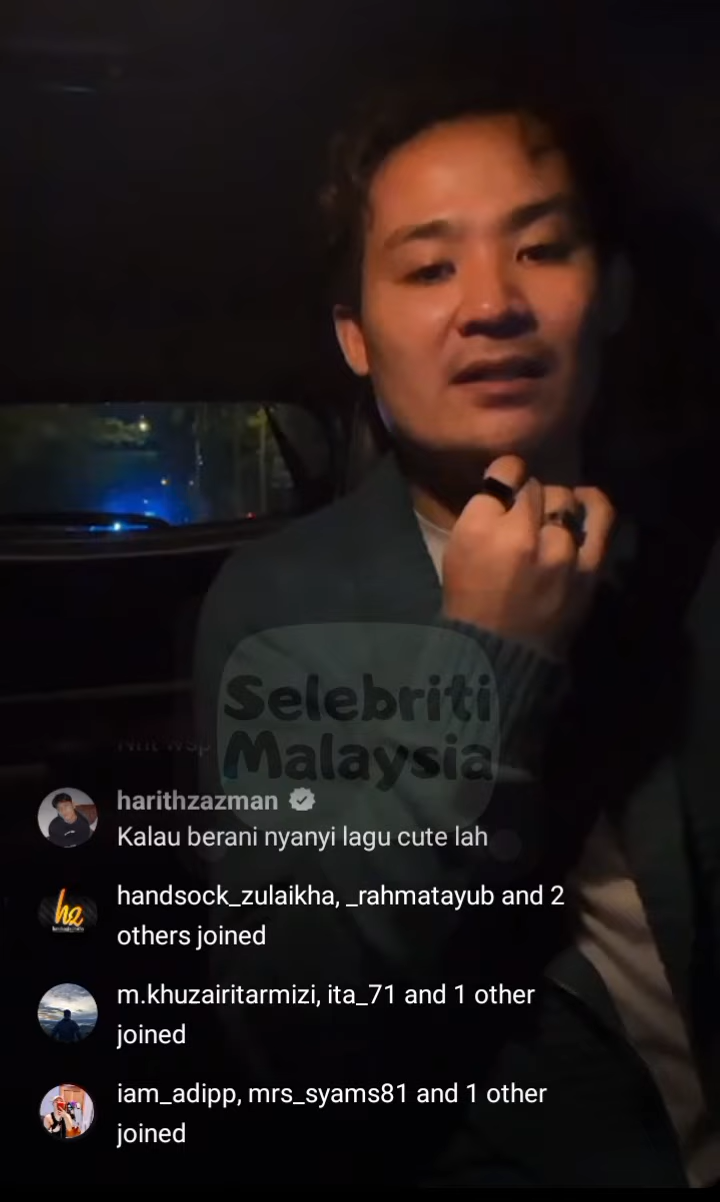 Selebriti
Malaysia
harithzazman
Kalau berani nyanyi lagu cute lah
handsock_zulaikha, _rahmatayub and 2
others joined
m.khuzairitarmizi, ita_71 and 1 other
joined
iam_adipp, mrs_syams81 and 1 other
joined